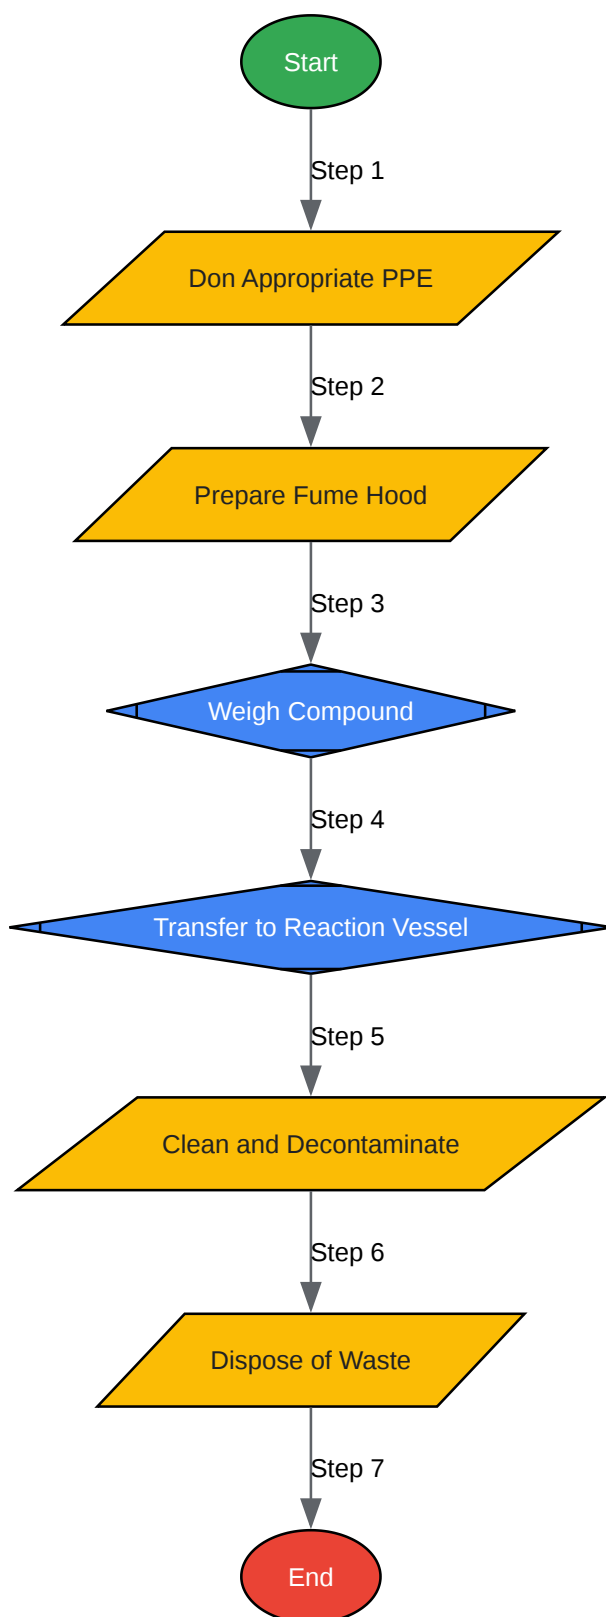 Start
Step 1
Don Appropriate PPE
Step 2
Prepare Fume Hood
Step 3
Weigh Compound
Step 4
Transfer to Reaction Vessel
Step 5
Clean and Decontaminate
Step 6
Dispose of Waste
Step 7
End